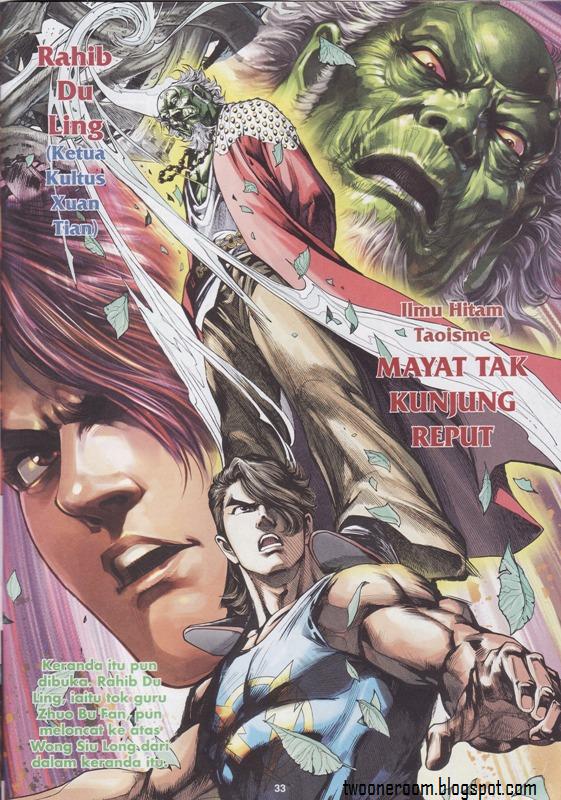 Rahib
Du
Ling
(Ketua
Kultus
Xuan
Tian)
Ilmu Hitam
Taoisme
MAYAT TAK
KUNJUNG
REPUT
Keranda itu pun
dibuka. Rahib Du
Ling, iaitu tok guru
Zhuo Bu Fan, pun
meloncat ke atas
Wong Siu Long dari
dalam keranda itu.
33
twooneroom.blogspot.com